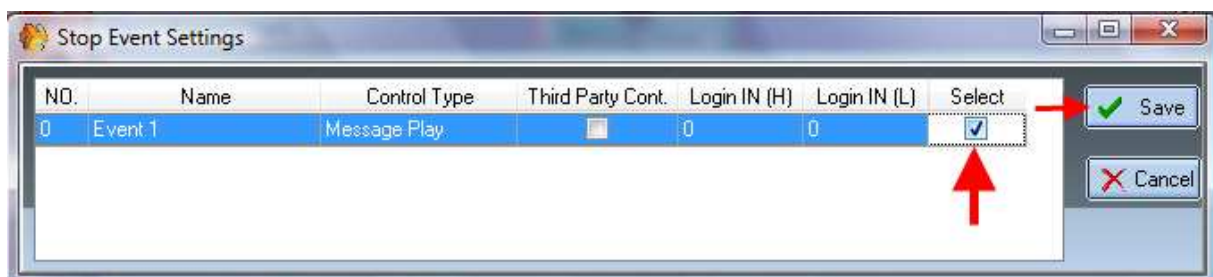 Stop Event Settings
NO. Name Control Type Third Party Cont. Login IN (H) Login IN (L) Select
0 Event 1 Message Play 0 0
Save
Cancel